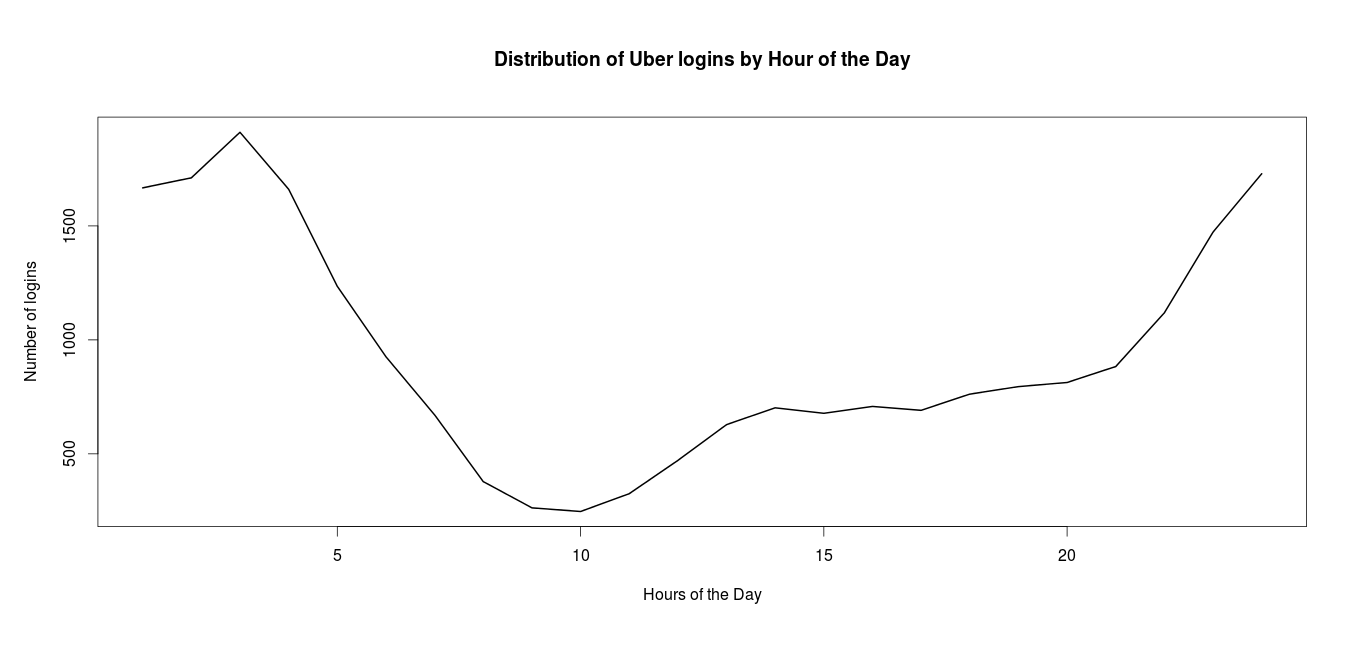 Distribution of Uber logins by Hour of the Day
Number of logins
1500
1000
500
5 10 15 20
Hours of the Day